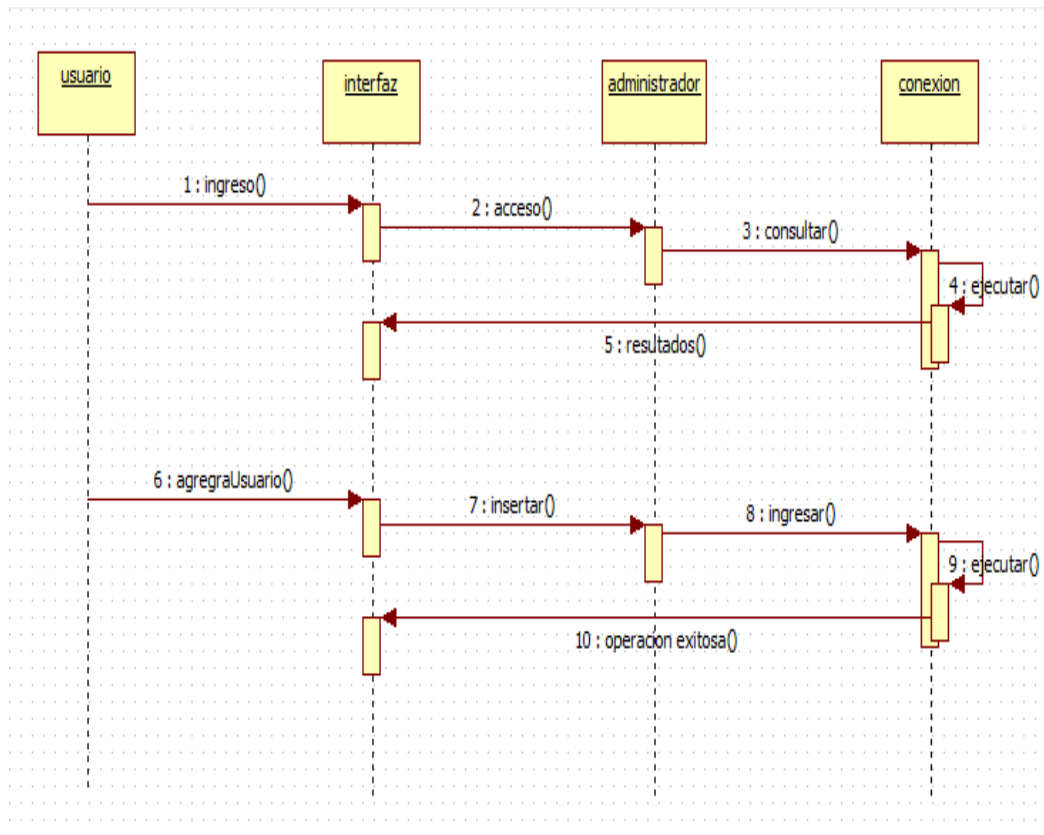 usuario
interfaz
administrador
conexion
1 : ingreso()
2 : acceso()
3 : consultar()
4 : ejecutar()
5 : resutados()
6 : agregraUsuario()
7 : insertar()
8 : ingresar()
9 : ejecutar()
10 : operacion exitosa()